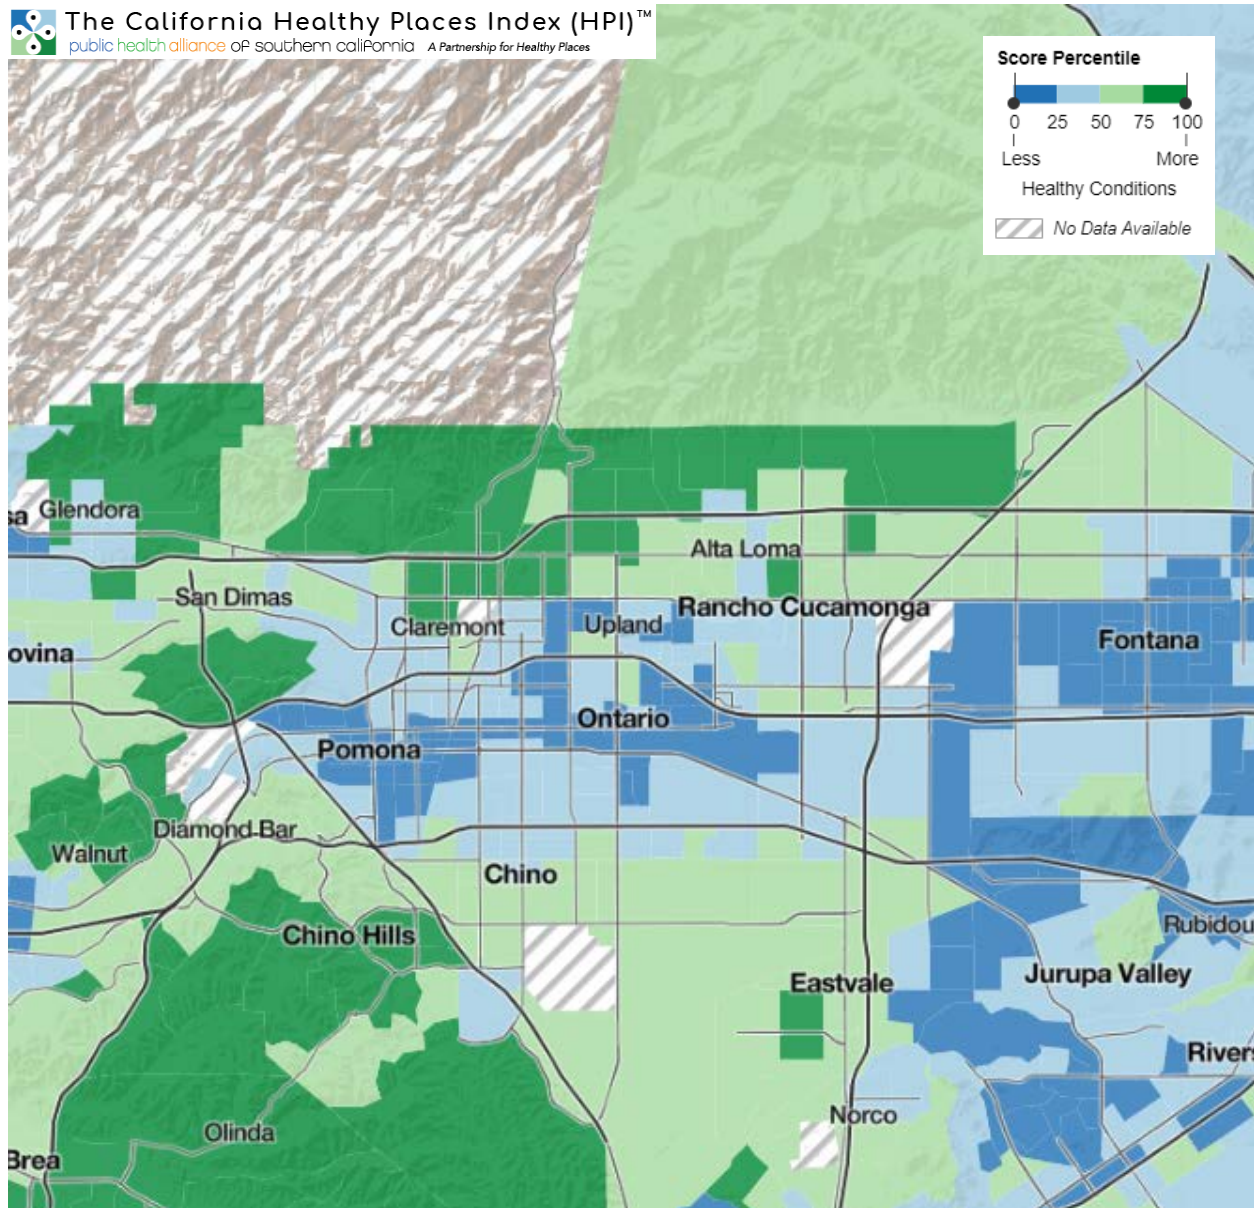 The California Healthy Places Index (HPI)™
public health alliance of southern california A Partnership for Healthy Places
Score Percentile
0 25 50 75 100
Less More
Healthy Conditions
No Data Available
sa Glendora
Alta Loma
San Dimas
Rancho Cucamonga
Claremont
Upland
Fontana
ovina
Ontario
Pomona
Diamond Bar
Walnut
Chino
Rubidou
Chino Hills
Jurupa Valley
Eastvale
Rivers
Norco
Olinda
Brea